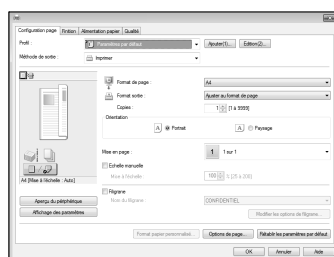 Configuration page Finition Alimentation papier Qualité
Profil : Paramètres par défaut Ajouter(1)... Édition(2)...
Méthode de sortie : Imprimer
Format de page : A4
Format sortie : Ajuster au format de page
Copies : 1 [1 à 9999]
Orientation
A Portrait A Paysage
Mise en page : 1 1 sur 1
Echelle manuelle
Mise à l'échelle : 100 % [25 à 200]
A4 [Mise à l'échelle : Auto]
Filigrane
Nom du filigrane : CONFIDENTIEL
Aperçu du périphérique
Modifier les options de filigrane...
Affichage des paramètres
Format papier personnalisé... Options de page... Rétablir les paramètres par défaut
OK Annuler Aide